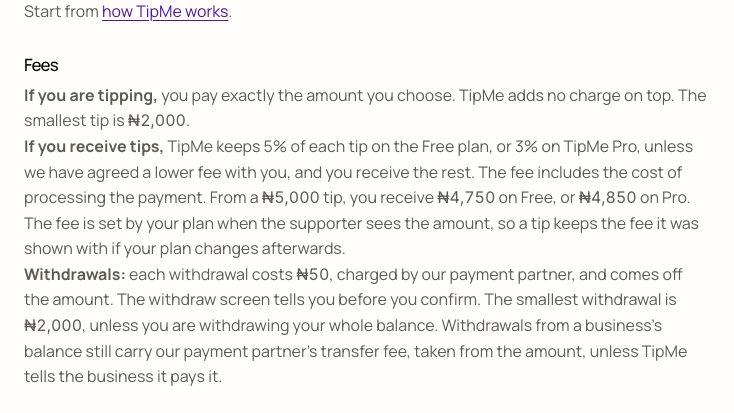 Start from how TipMe works.
Fees
If you are tipping, you pay exactly the amount you choose. TipMe adds no charge on top. The
smallest tip is ₦2,000.
If you receive tips, TipMe keeps 5% of each tip on the Free plan, or 3% on TipMe Pro, unless
we have agreed a lower fee with you, and you receive the rest. The fee includes the cost of
processing the payment. From a ₦5,000 tip, you receive ₦4,750 on Free, or ₦4,850 on Pro.
The fee is set by your plan when the supporter sees the amount, so a tip keeps the fee it was
shown with if your plan changes afterwards.
Withdrawals: each withdrawal costs ₦50, charged by our payment partner, and comes off
the amount. The withdraw screen tells you before you confirm. The smallest withdrawal is
₦2,000, unless you are withdrawing your whole balance. Withdrawals from a business's
balance still carry our payment partner's transfer fee, taken from the amount, unless TipMe
tells the business it pays it.